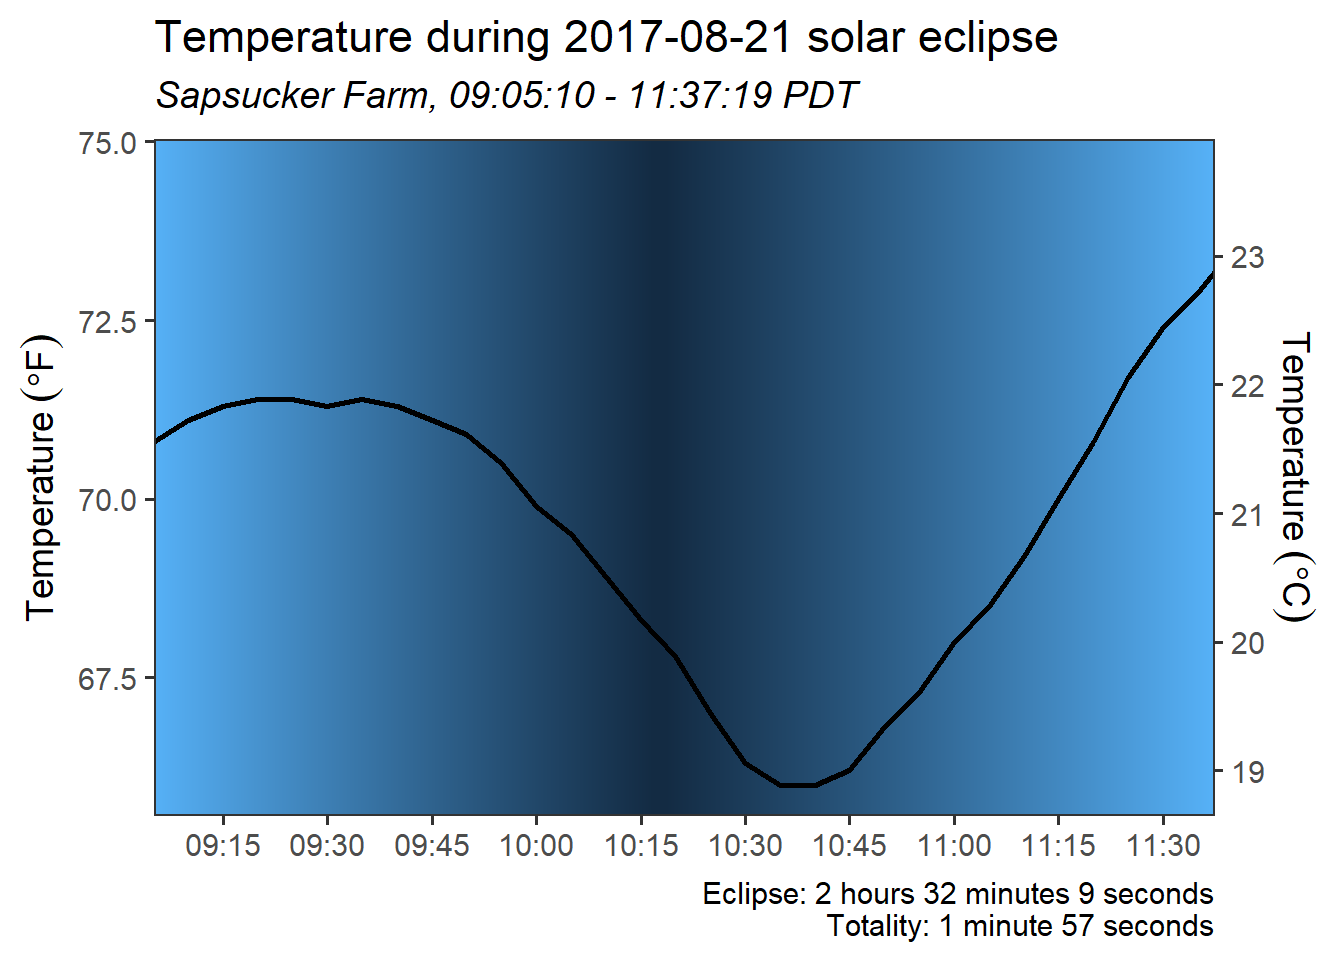 Temperature during 2017-08-21 solar eclipse
Sapsucker Farm, 09:05:10 - 11:37:19 PDT
Temperature (°F)
75.0
72.5
70.0
67.5
23
22
21
20
19
Temperature (°C)
09:15 09:30 09:45 10:00 10:15 10:30 10:45 11:00 11:15 11:30
Eclipse: 2 hours 32 minutes 9 seconds
Totality: 1 minute 57 seconds